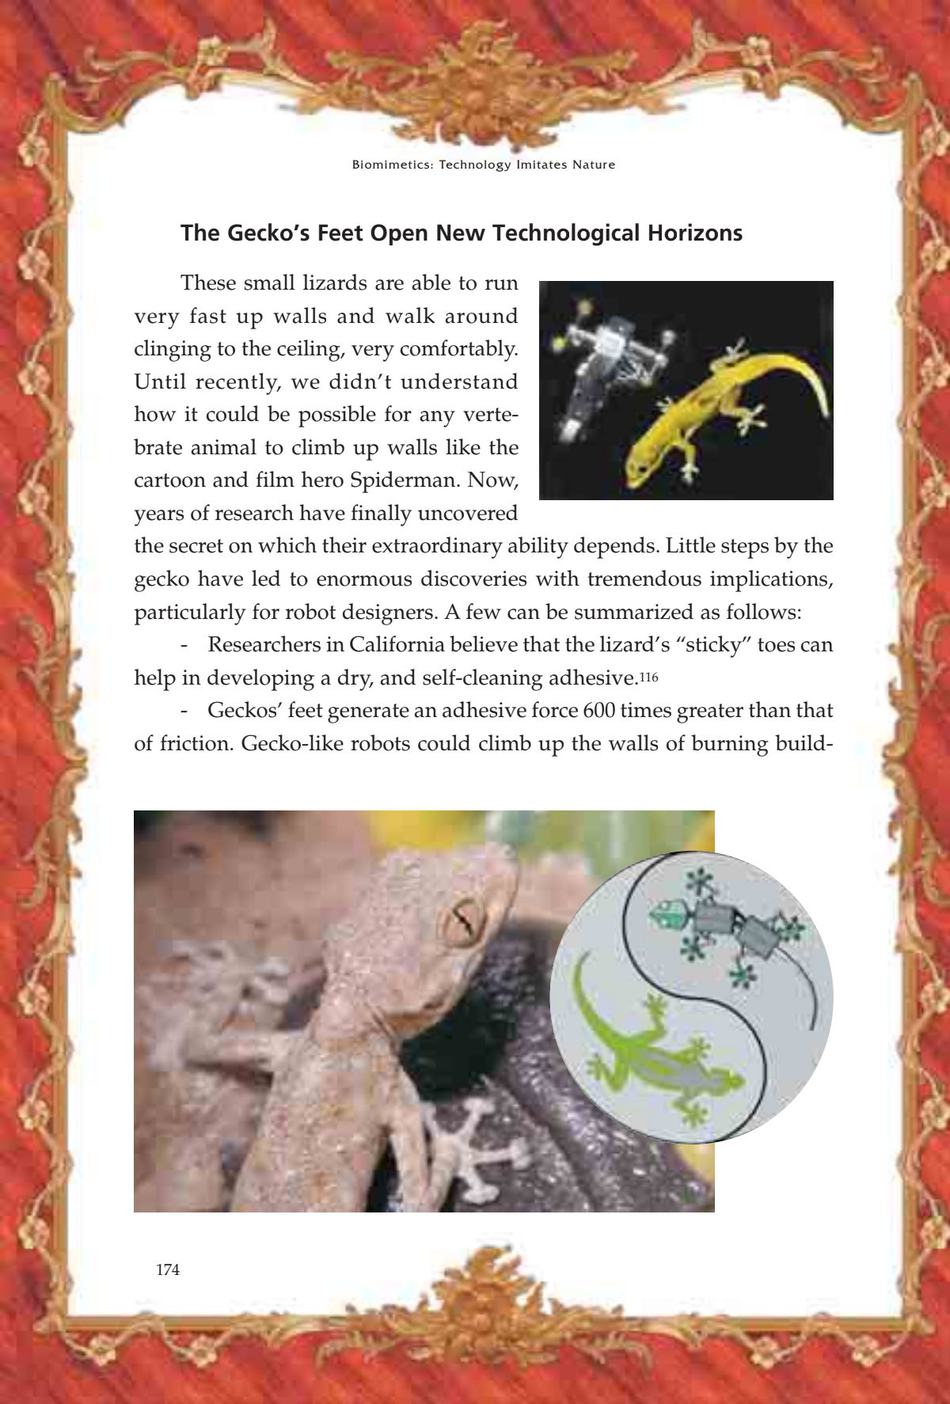 Biomimetics: Technology Imitates Nature
The Gecko’s Feet Open New Technological Horizons
These small lizards are able to run
very fast up walls and walk around
clinging to the ceiling, very comfortably.
Until recently, we didn’t understand
how it could be possible for any verte-
brate animal to climb up walls like the
cartoon and film hero Spiderman. Now,
years of research have finally uncovered
the secret on which their extraordinary ability depends. Little steps by the
gecko have led to enormous discoveries with tremendous implications,
particularly for robot designers. A few can be summarized as follows:
- Researchers in California believe that the lizard’s “sticky” toes can
help in developing a dry, and self-cleaning adhesive.116
- Geckos’ feet generate an adhesive force 600 times greater than that
of friction. Gecko-like robots could climb up the walls of burning build-
174